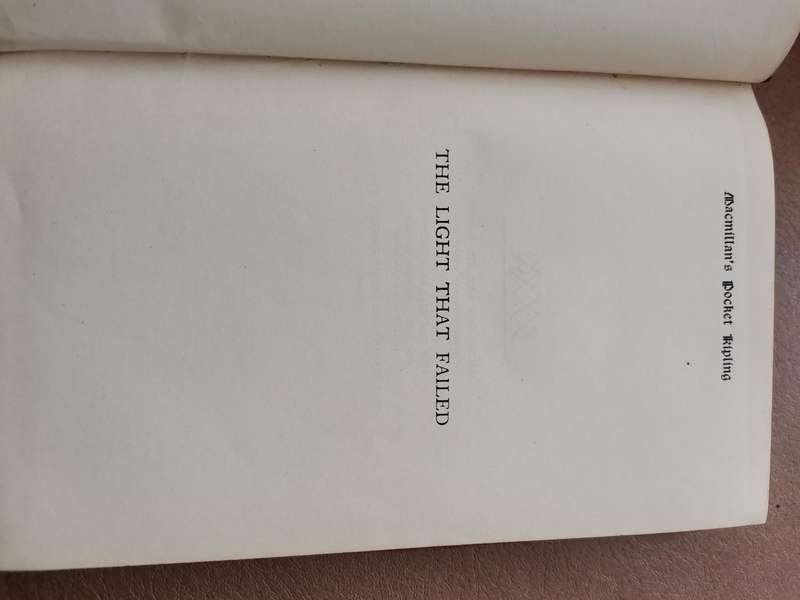 Macmillan's Pocket Kipling
THE LIGHT THAT FAILED